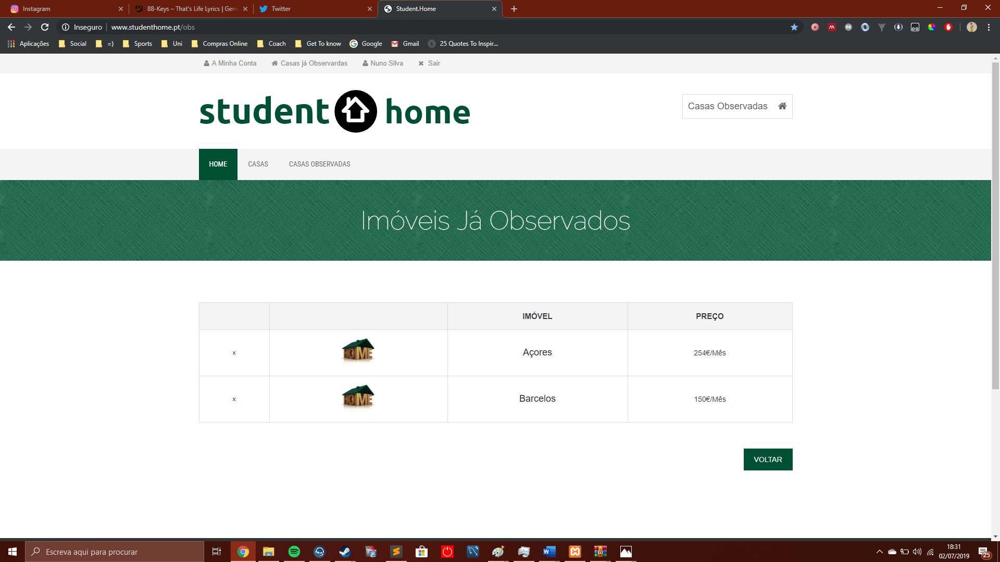 Instagram
88-Keys – That's Life Lyrics | Geni
Twitter
Student.Home
Inseguro
www.studenthome.pt/obs
Aplicações
Social
=)
Sports
Uni
Compras Online
Coach
Get To know
Google
Gmail
25 Quotes To Inspir...
A Minha Conta
Casas já Observardas
Nuno Silva
Sair
student home
Casas Observadas
HOME
CASAS
CASAS OBSERVADAS
Imóveis Já Observados
IMÓVEL
PREÇO
x
HOME
Açores
254€/Mês
x
HOME
Barcelos
150€/Mês
VOLTAR
Escreva aqui para procurar
18:31
02/07/2019
25